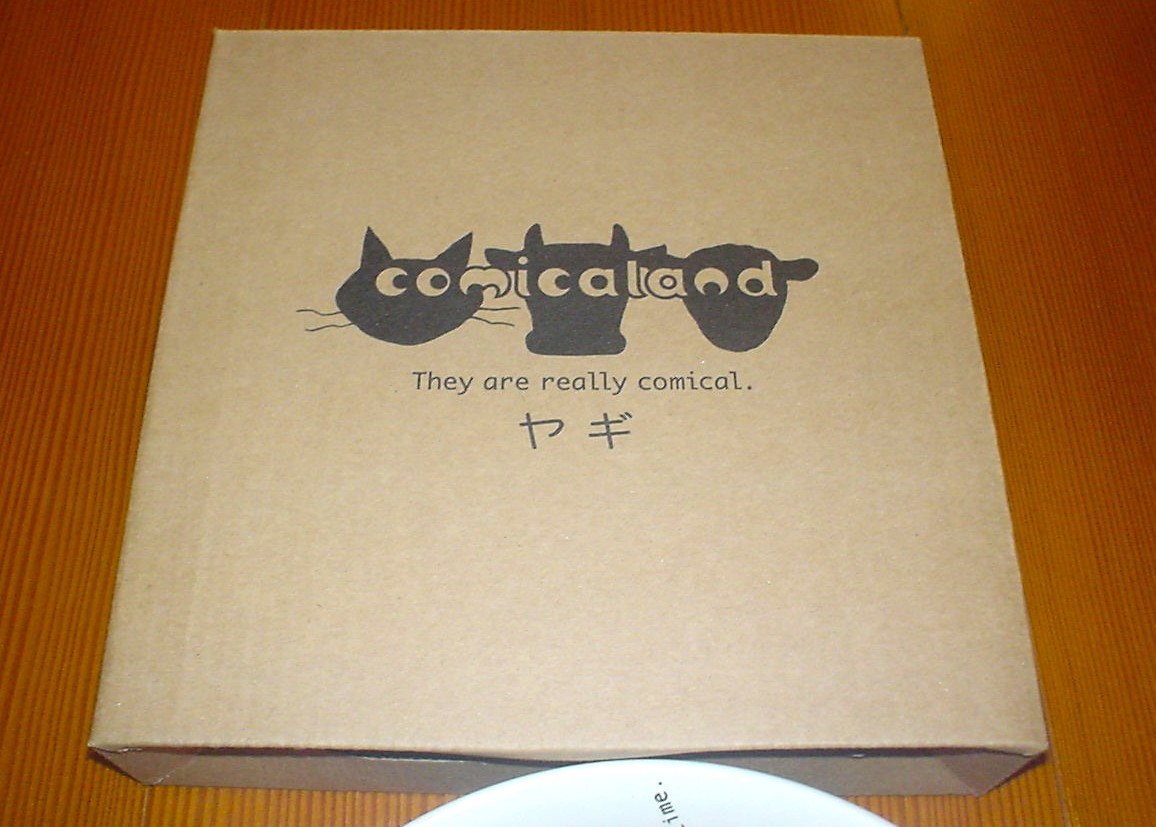 comicaland
They are really comical.
ヤギ